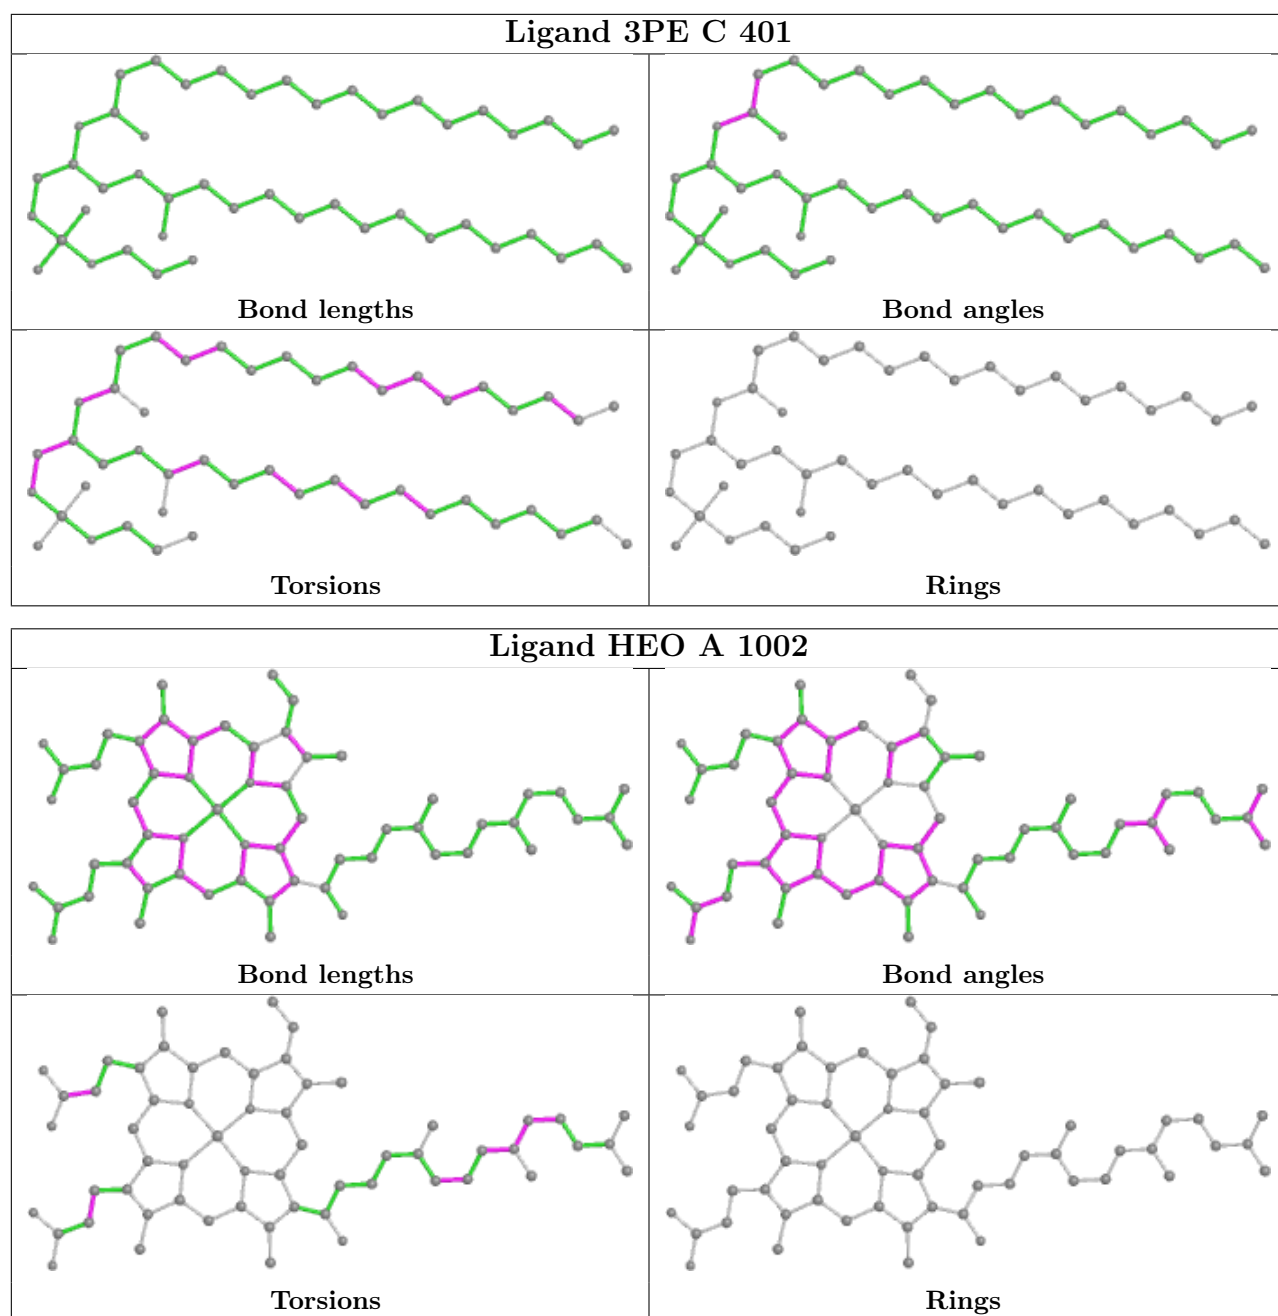 Ligand 3PE C 401
Bond lengths
Bond angles
Torsions
Rings
Ligand HEO A 1002
Bond lengths
Bond angles
Torsions
Rings